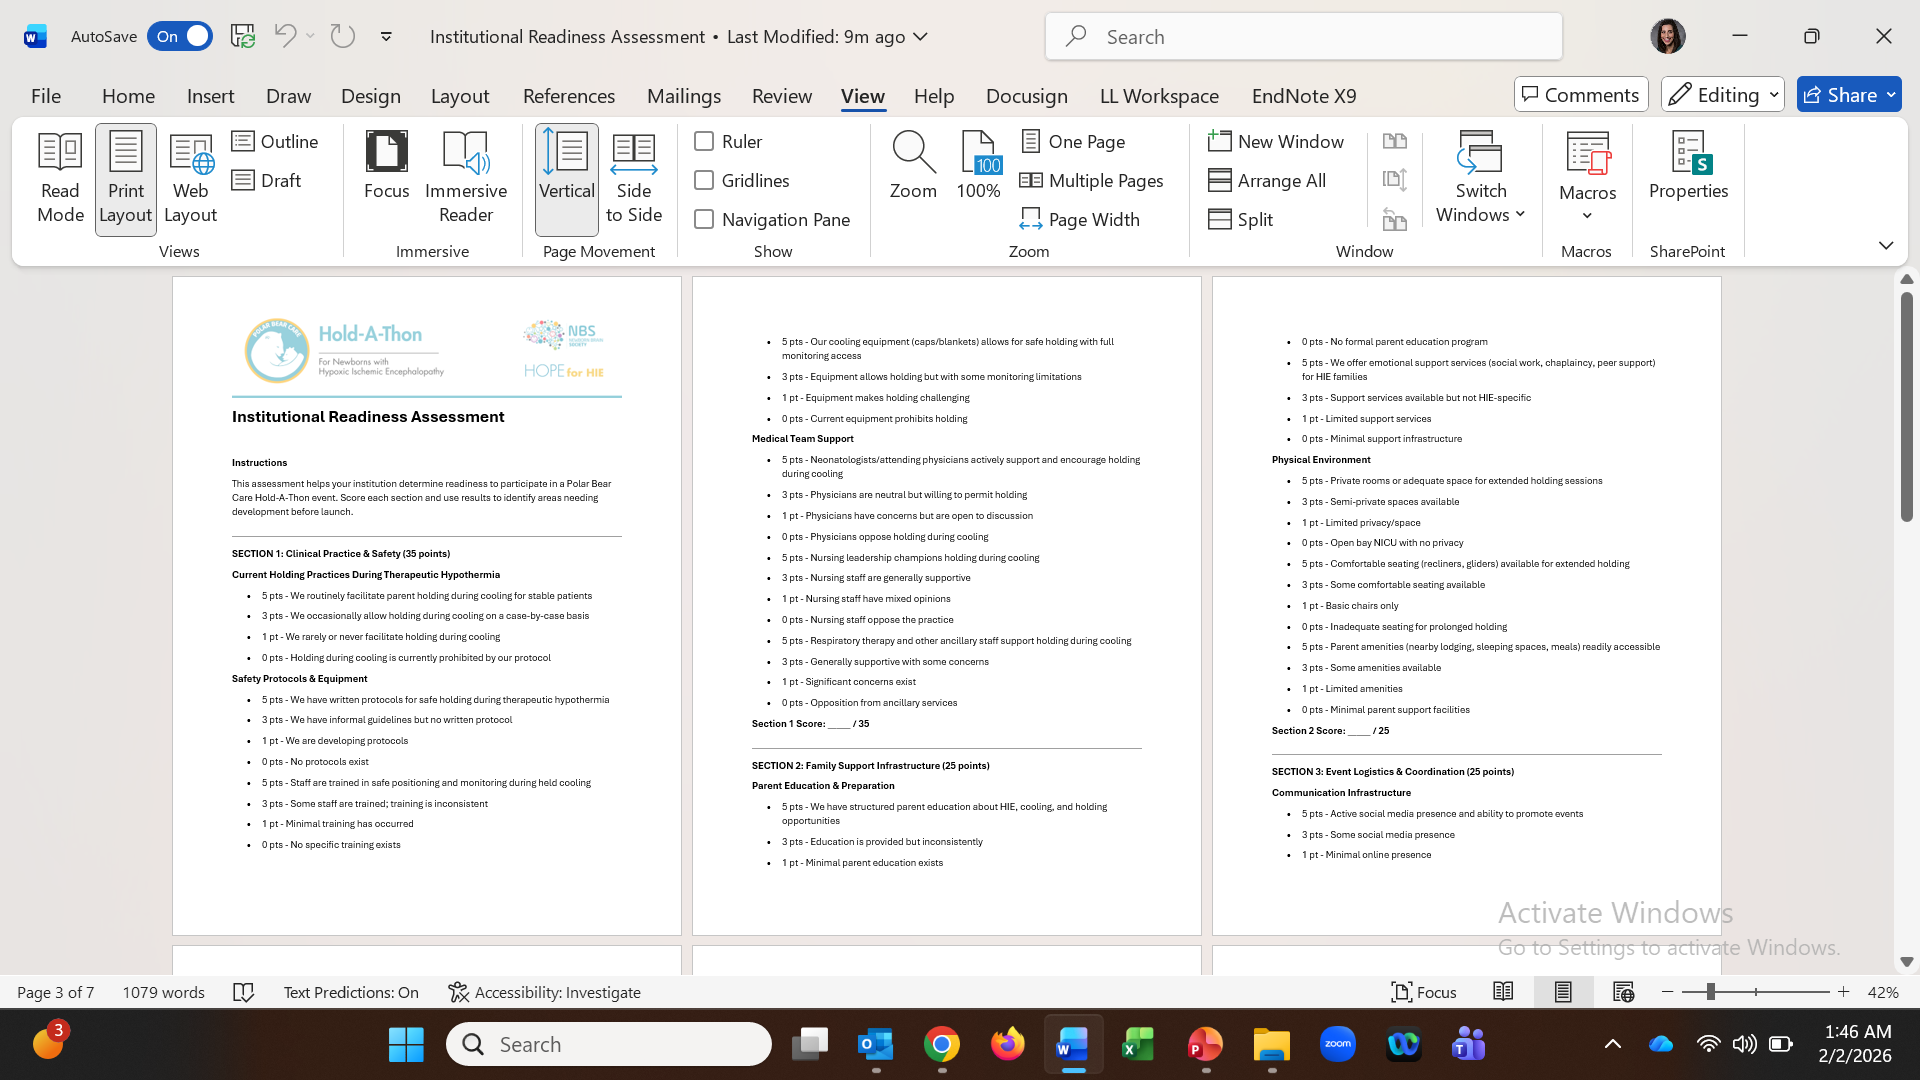 AutoSave On Institutional Readiness Assessment • Last Modified: 9m ago Search
File Home Insert Draw Design Layout References Mailings Review View Help Docusign LL Workspace EndNote X9 Comments Editing Share
Read Mode
Print Layout
Web Layout
Outline
Draft
Views
Focus
Immersive Reader
Immersive
Vertical
Side to Side
Page Movement
Ruler
Gridlines
Navigation Pane
Show
Zoom
100
100%
One Page
Multiple Pages
Page Width
Zoom
New Window
Arrange All
Split
Switch Windows
Window
Macros
Macros
S
Properties
SharePoint
POLAR BEAR CARE
Hold-A-Thon
For Newborns with
Hypoxic Ischemic Encephalopathy
NBS
NEWBORN BRAIN
SOCIETY
HOPE for HIE
Institutional Readiness Assessment
Instructions
This assessment helps your institution determine readiness to participate in a Polar Bear
Care Hold-A-Thon event. Score each section and use results to identify areas needing
development before launch.
SECTION 1: Clinical Practice & Safety (35 points)
Current Holding Practices During Therapeutic Hypothermia
• 5 pts - We routinely facilitate parent holding during cooling for stable patients
• 3 pts - We occasionally allow holding during cooling on a case-by-case basis
• 1 pt - We rarely or never facilitate holding during cooling
• 0 pts - Holding during cooling is currently prohibited by our protocol
Safety Protocols & Equipment
• 5 pts - We have written protocols for safe holding during therapeutic hypothermia
• 3 pts - We have informal guidelines but no written protocol
• 1 pt - We are developing protocols
• 0 pts - No protocols exist
• 5 pts - Staff are trained in safe positioning and monitoring during held cooling
• 3 pts - Some staff are trained; training is inconsistent
• 1 pt - Minimal training has occurred
• 0 pts - No specific training exists
• 5 pts - Our cooling equipment (caps/blankets) allows for safe holding with full
monitoring access
• 3 pts - Equipment allows holding but with some monitoring limitations
• 1 pt - Equipment makes holding challenging
• 0 pts - Current equipment prohibits holding
Medical Team Support
• 5 pts - Neonatologists/attending physicians actively support and encourage holding
during cooling
• 3 pts - Physicians are neutral but willing to permit holding
• 1 pt - Physicians have concerns but are open to discussion
• 0 pts - Physicians oppose holding during cooling
• 5 pts - Nursing leadership champions holding during cooling
• 3 pts - Nursing staff are generally supportive
• 1 pt - Nursing staff have mixed opinions
• 0 pts - Nursing staff oppose the practice
• 5 pts - Respiratory therapy and other ancillary staff support holding during cooling
• 3 pts - Generally supportive with some concerns
• 1 pt - Significant concerns exist
• 0 pts - Opposition from ancillary services
Section 1 Score: _____ / 35
SECTION 2: Family Support Infrastructure (25 points)
Parent Education & Preparation
• 5 pts - We have structured parent education about HIE, cooling, and holding
opportunities
• 3 pts - Education is provided but inconsistently
• 1 pt - Minimal parent education exists
• 0 pts - No formal parent education program
• 5 pts - We offer emotional support services (social work, chaplaincy, peer support)
for HIE families
• 3 pts - Support services available but not HIE-specific
• 1 pt - Limited support services
• 0 pts - Minimal support infrastructure
Physical Environment
• 5 pts - Private rooms or adequate space for extended holding sessions
• 3 pts - Semi-private spaces available
• 1 pt - Limited privacy/space
• 0 pts - Open bay NICU with no privacy
• 5 pts - Comfortable seating (recliners, gliders) available for extended holding
• 3 pts - Some comfortable seating available
• 1 pt - Basic chairs only
• 0 pts - Inadequate seating for prolonged holding
• 5 pts - Parent amenities (nearby lodging, sleeping spaces, meals) readily accessible
• 3 pts - Some amenities available
• 1 pt - Limited amenities
• 0 pts - Minimal parent support facilities
Section 2 Score: _____ / 25
SECTION 3: Event Logistics & Coordination (25 points)
Communication Infrastructure
• 5 pts - Active social media presence and ability to promote events
• 3 pts - Some social media presence
• 1 pt - Minimal online presence
Activate Windows
Go to Settings to activate Windows.
Page 3 of 7 1079 words Text Predictions: On Accessibility: Investigate Focus 42%
3 Search zoom 1:46 AM
2/2/2026